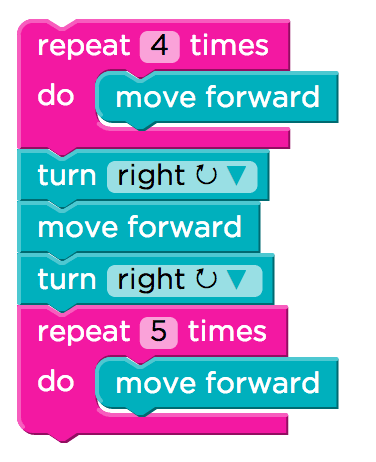 repeat 4 times
do move forward
turn right ↻ ▼
move forward
turn right ↻ ▼
repeat 5 times
do move forward